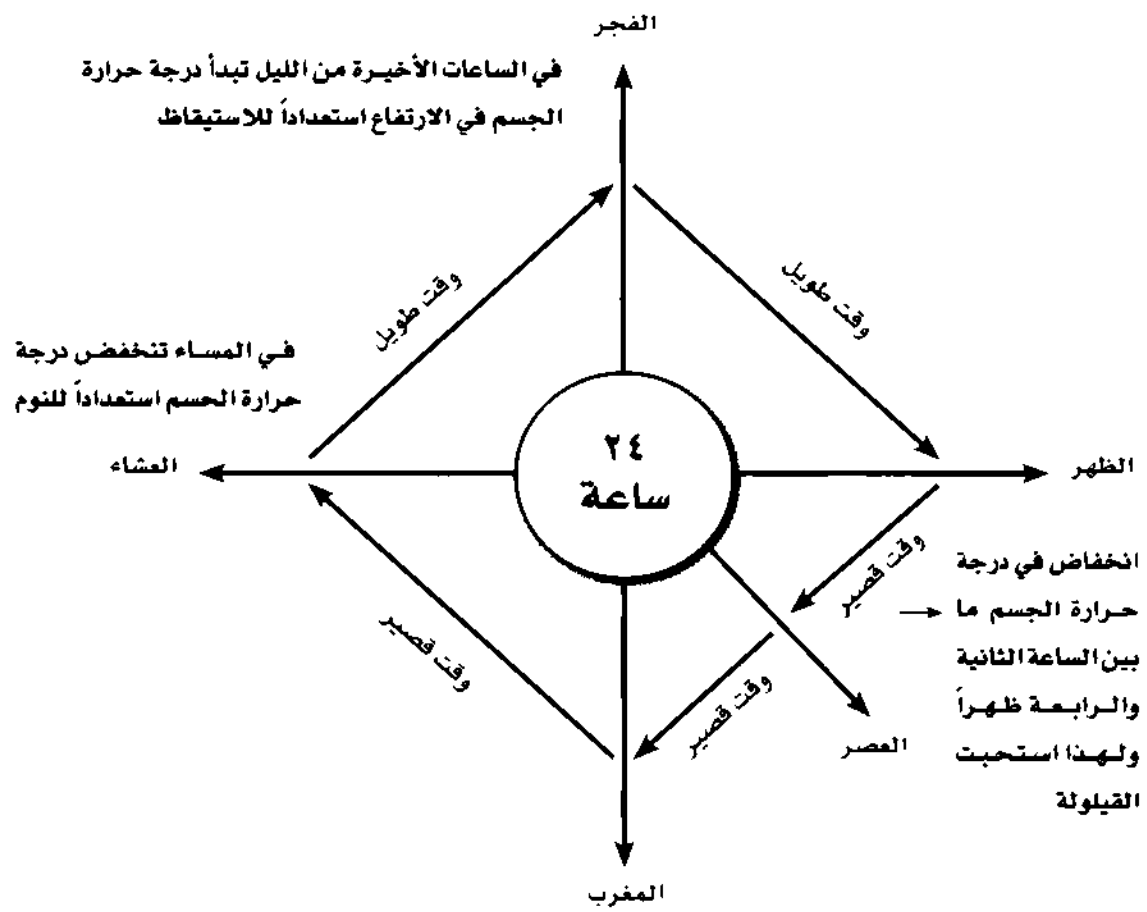 الفجر
في الساعات الأخيرة من الليل تبدأ درجة حرارة
الجسم في الارتفاع استعداداً للاستيقاظ
وقت طويل
وقت طويل
في المساء تنخفض درجة
حرارة الحسم استعداداً للنوم
العشاء
٢٤
ساعة
الظهر
وقت قصير
انخفاض في درجة
حرارة الجسم ما
بين الساعة الثانية
والرابعة ظهراً
ولهذا استحبت
القيلولة
وقت قصير
وقت قصير
العصر
المغرب